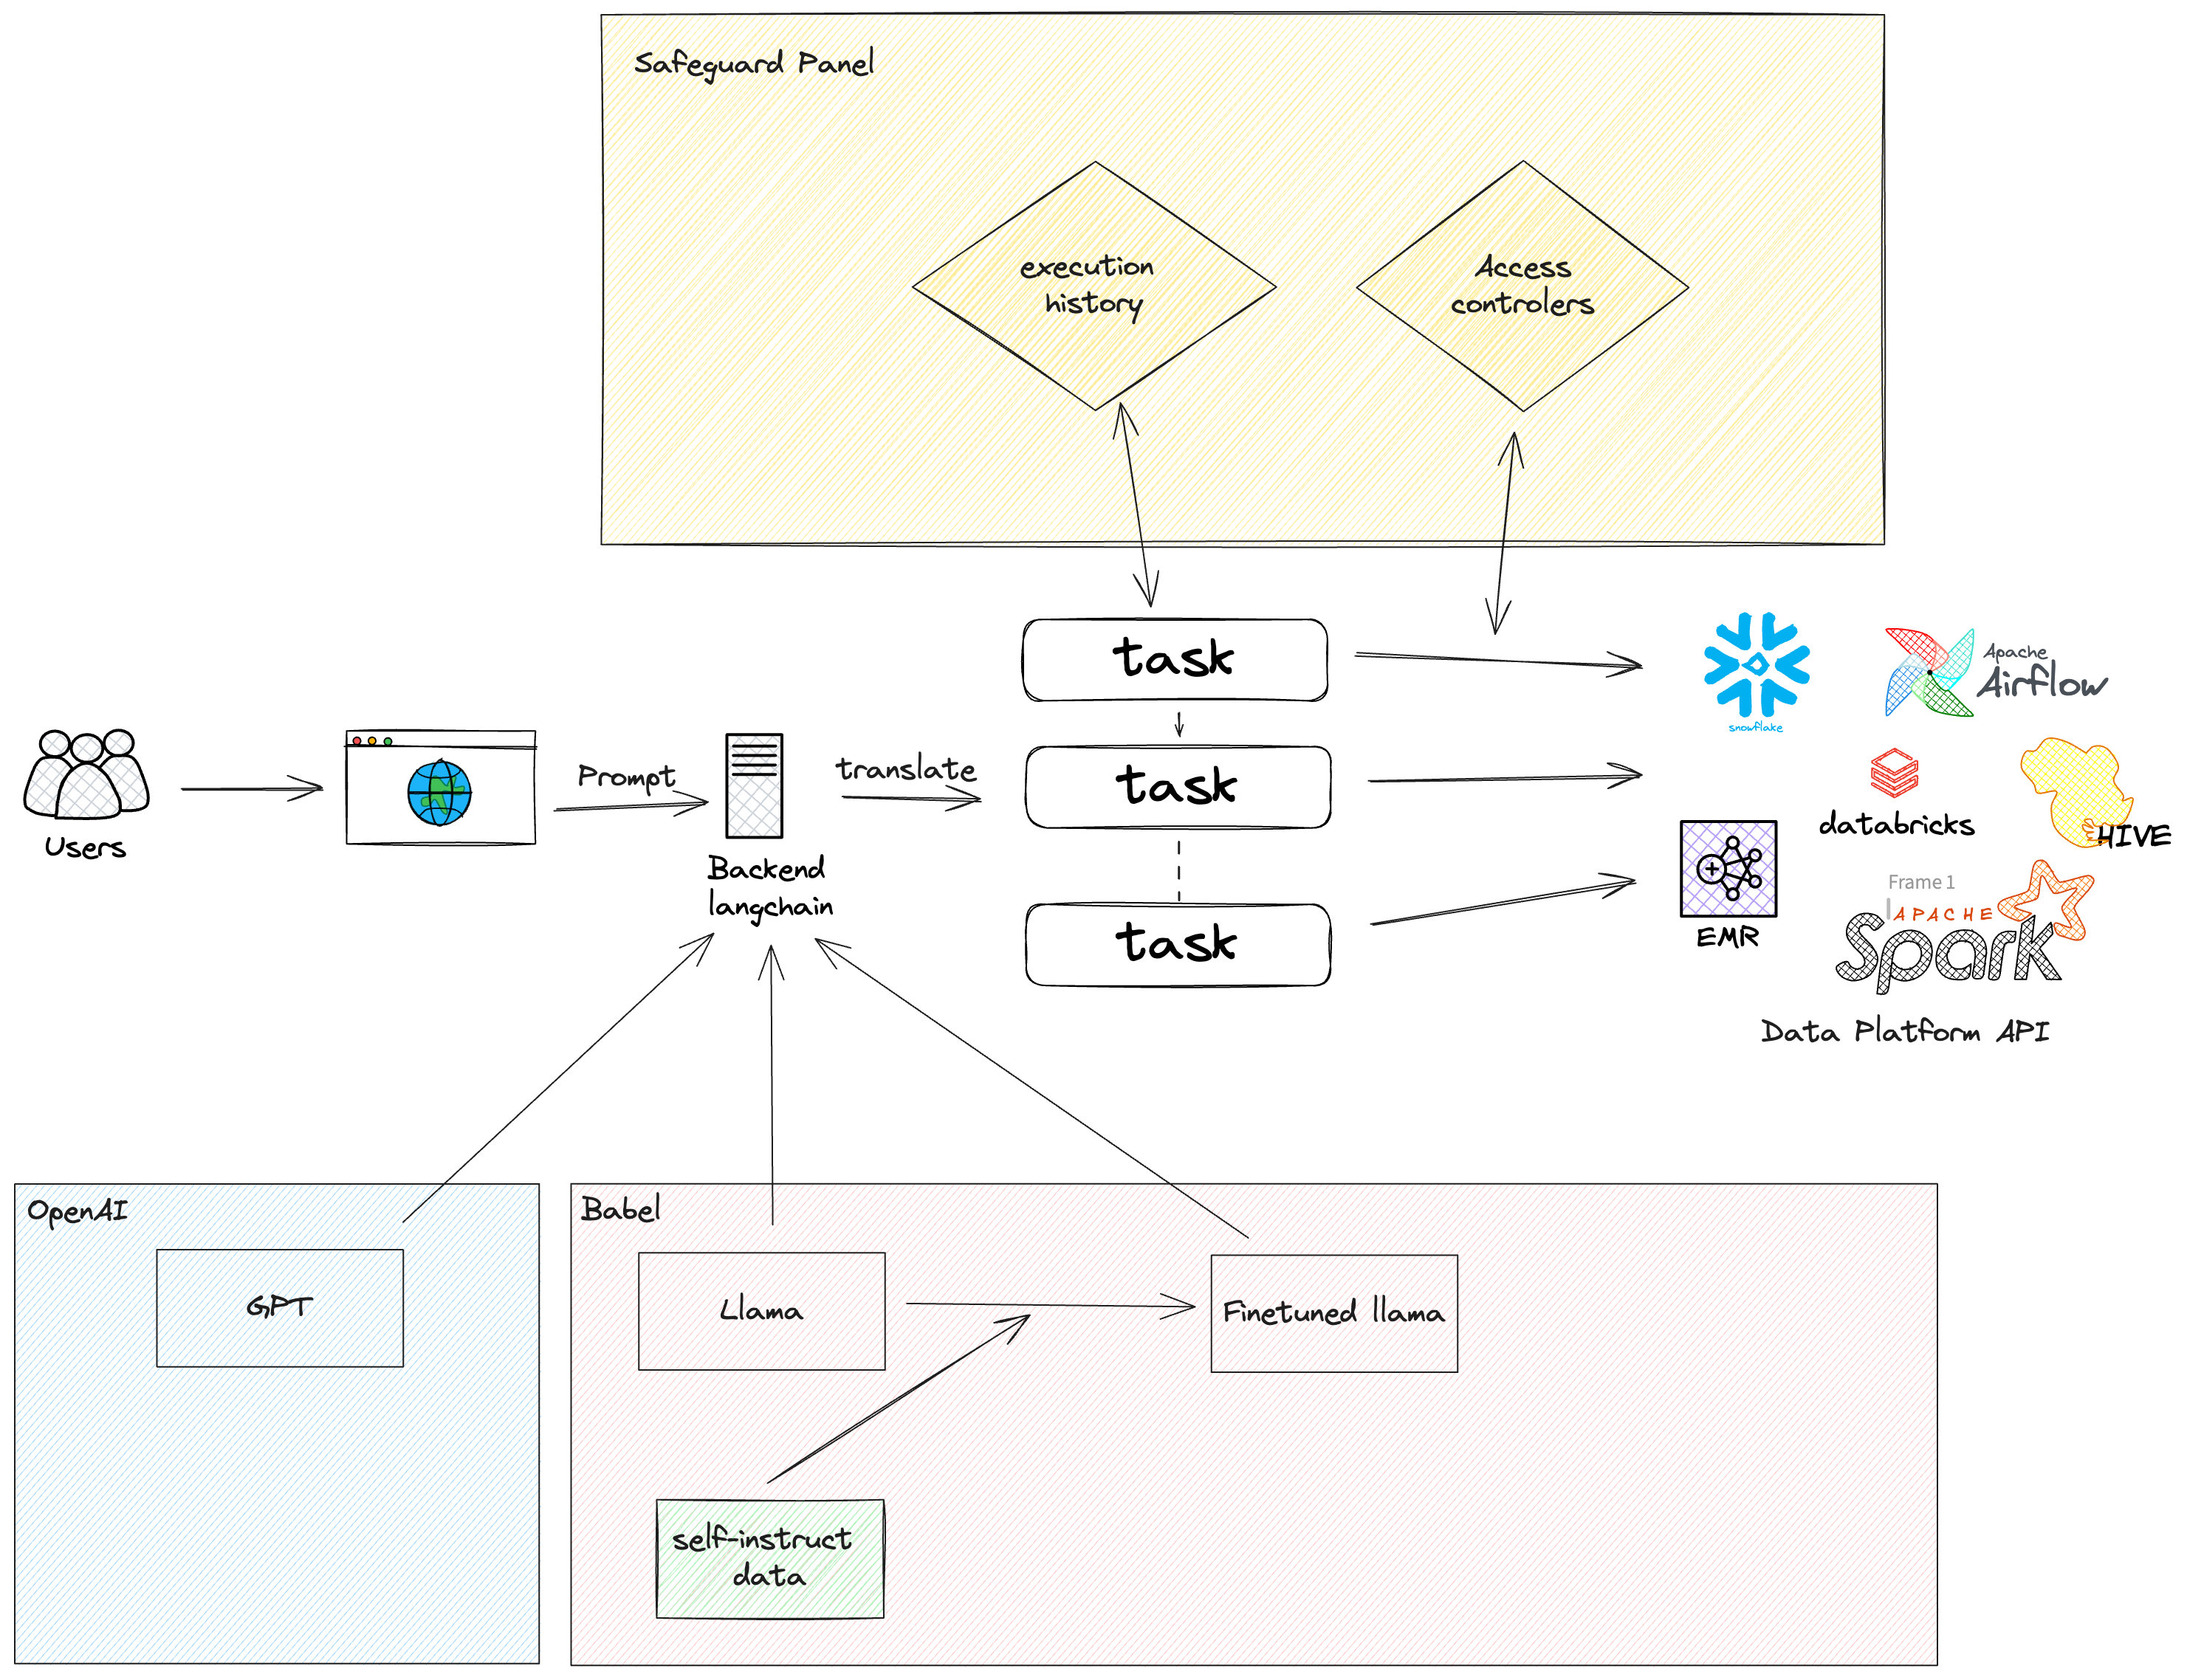 Safeguard Panel
execution
history
Access
controlers
task
snowflake
Apache
Airflow
Users
Prompt
Backend
langchain
translate
task
databricks
HIVE
task
EMR
Frame 1
APACHE
Spark
Data Platform API
OpenAI
GPT
Babel
Llama
Finetuned llama
self-instruct
data